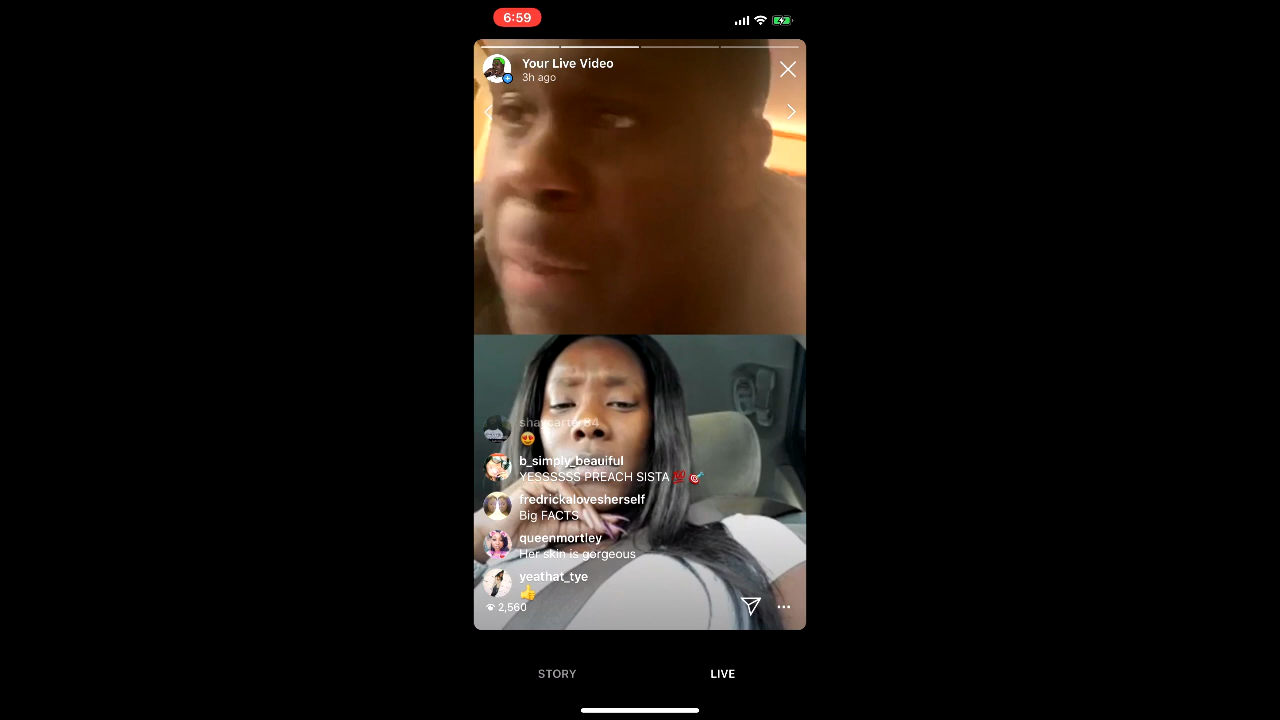 6:59
Your Live Video
3h ago
😍
b_simply_beauiful
YESSSSSS PREACH SISTA 💯 🎯
fredrickalovesherself
Big FACTS
queenmortley
Her skin is gorgeous
yeathat_tye
👍
2,560
STORY
LIVE